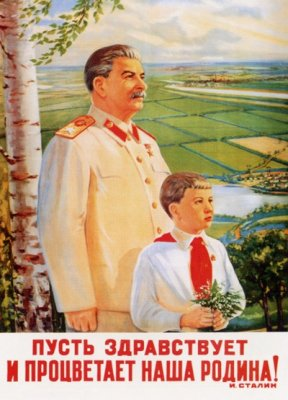 ПУСТЬ ЗДРАВСТВУЕТ
И ПРОЦВЕТАЕТ НАША РОДИНА!
И. СТАЛИН